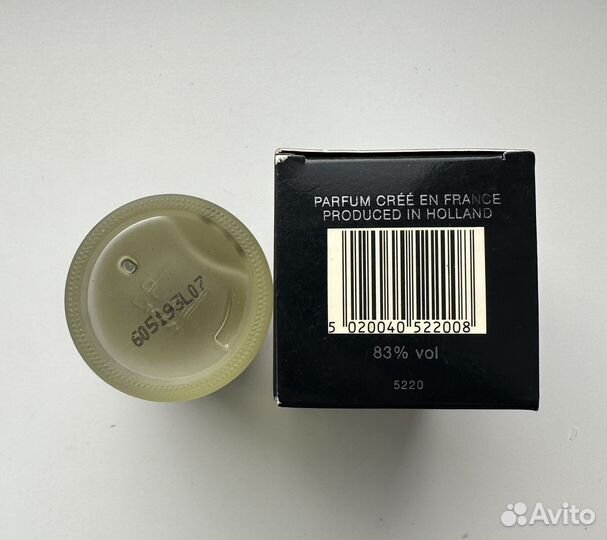 PARFUM CRÉÉ EN FRANCE
PRODUCED IN HOLLAND
5 020040 522008
83% vol
5220
605193L07
Avito